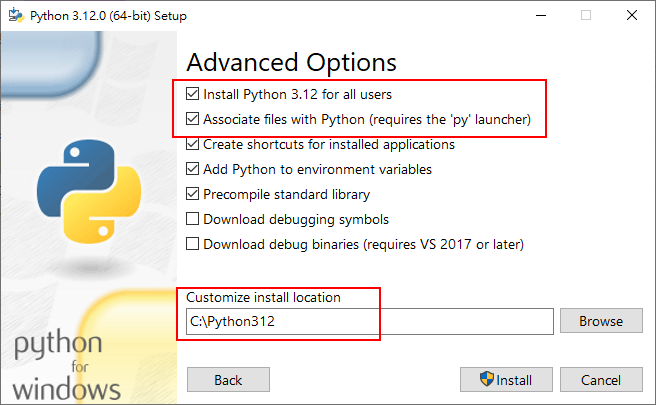 Python 3.12.0 (64-bit) Setup
Advanced Options
Install Python 3.12 for all users
Associate files with Python (requires the 'py' launcher)
Create shortcuts for installed applications
Add Python to environment variables
Precompile standard library
Download debugging symbols
Download debug binaries (requires VS 2017 or later)
Customize install location
C:\Python312
Browse
python
for
windows
Back
Install
Cancel